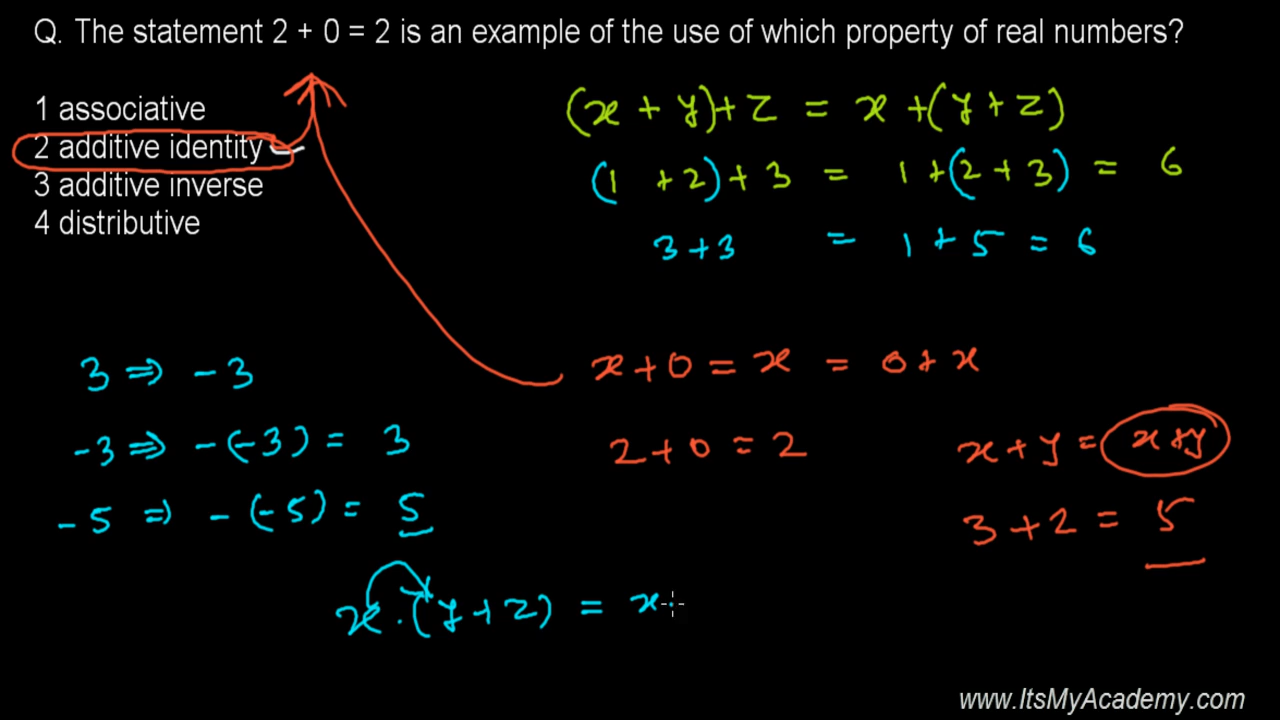 Q. The statement 2 + 0 = 2 is an example of the use of which property of real numbers?
1 associative
2 additive identity
3 additive inverse
4 distributive
(x + y) + z = x + (y + z)
(1 + 2) + 3 = 1 + (2 + 3) = 6
3 + 3 = 1 + 5 = 6
3 ⇒ - 3
-3 ⇒ - (-3) = 3
-5 ⇒ - (-5) = 5
x + 0 = x = 0 + x
2 + 0 = 2
x + y = x + y
3 + 2 = 5
x . (y + z) = x
www.ItsMyAcademy.com